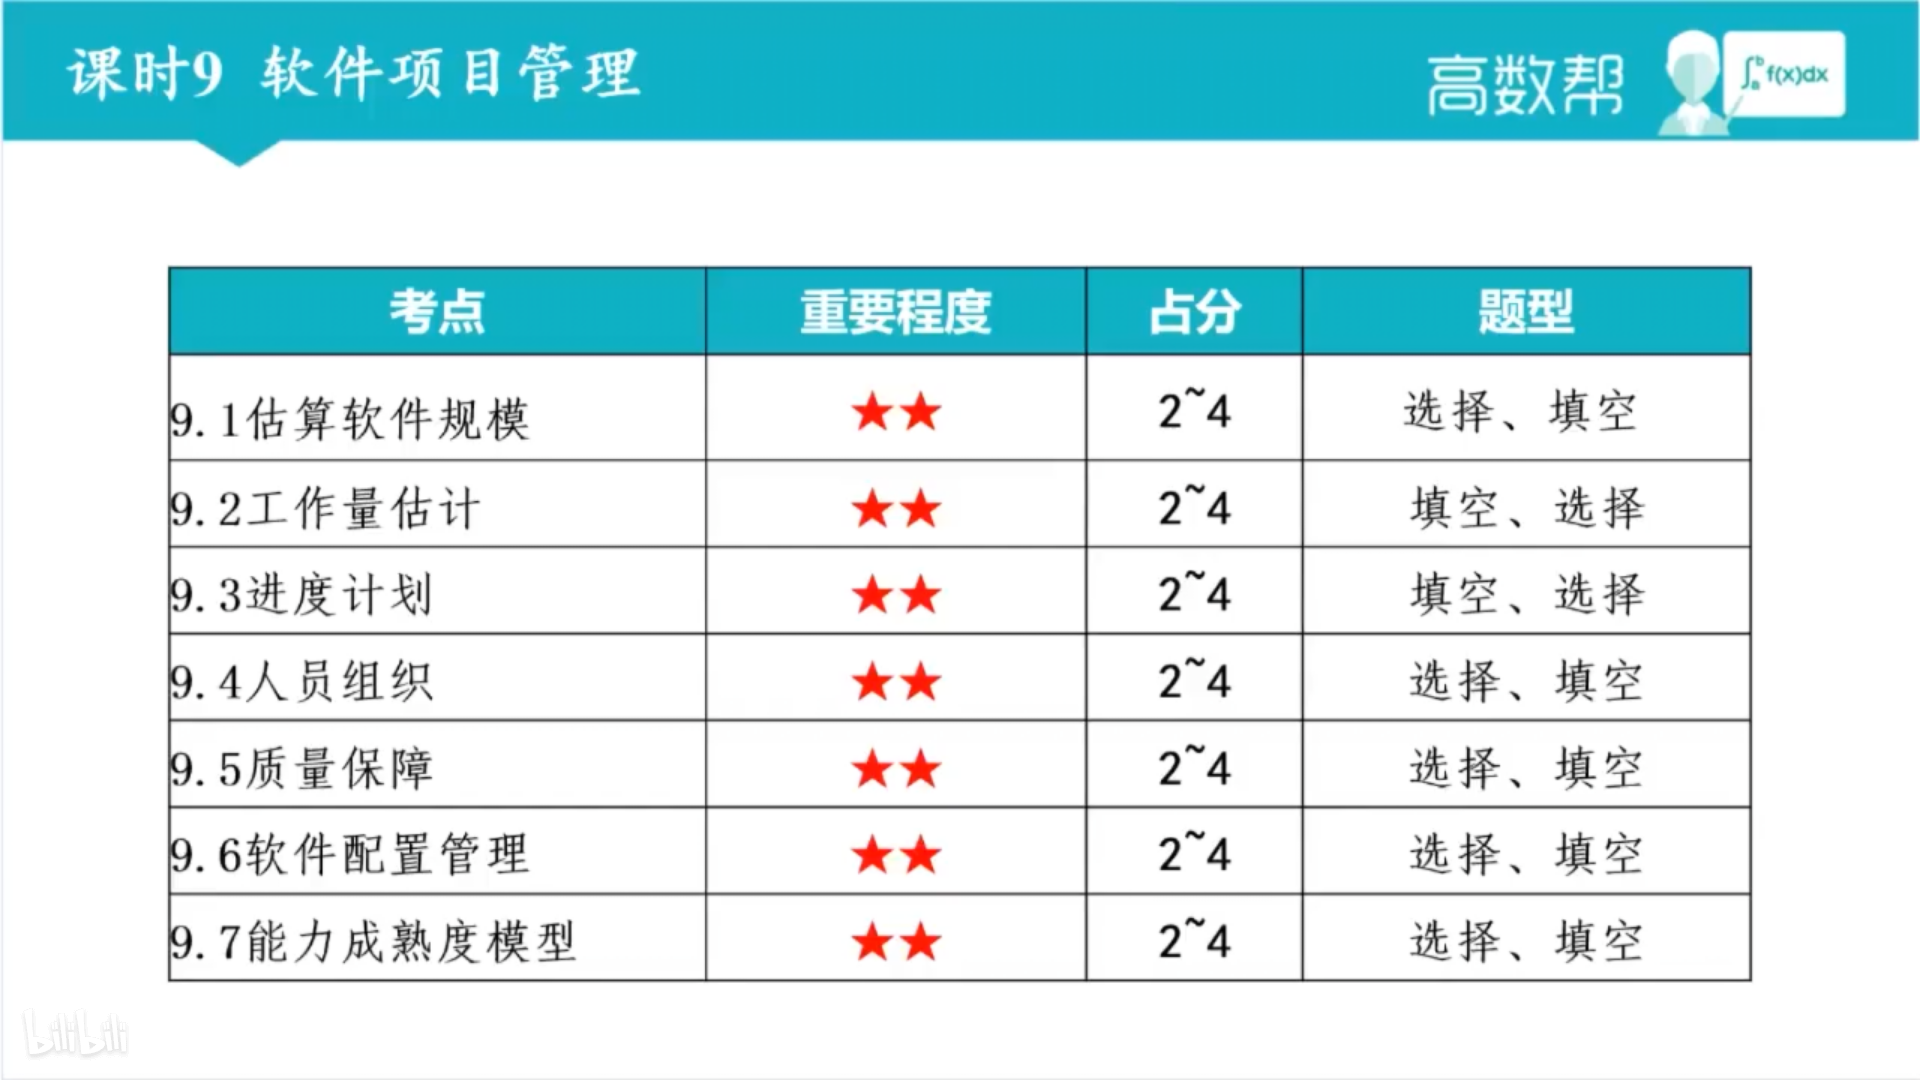 课时9 软件项目管理
高数帮
∫ᵇₐf(x)dx
考点 重要程度 占分 题型
9.1估算软件规模 ★★ 2~4 选择、填空
9.2工作量估计 ★★ 2~4 填空、选择
9.3进度计划 ★★ 2~4 填空、选择
9.4人员组织 ★★ 2~4 选择、填空
9.5质量保障 ★★ 2~4 选择、填空
9.6软件配置管理 ★★ 2~4 选择、填空
9.7能力成熟度模型 ★★ 2~4 选择、填空
bilibili